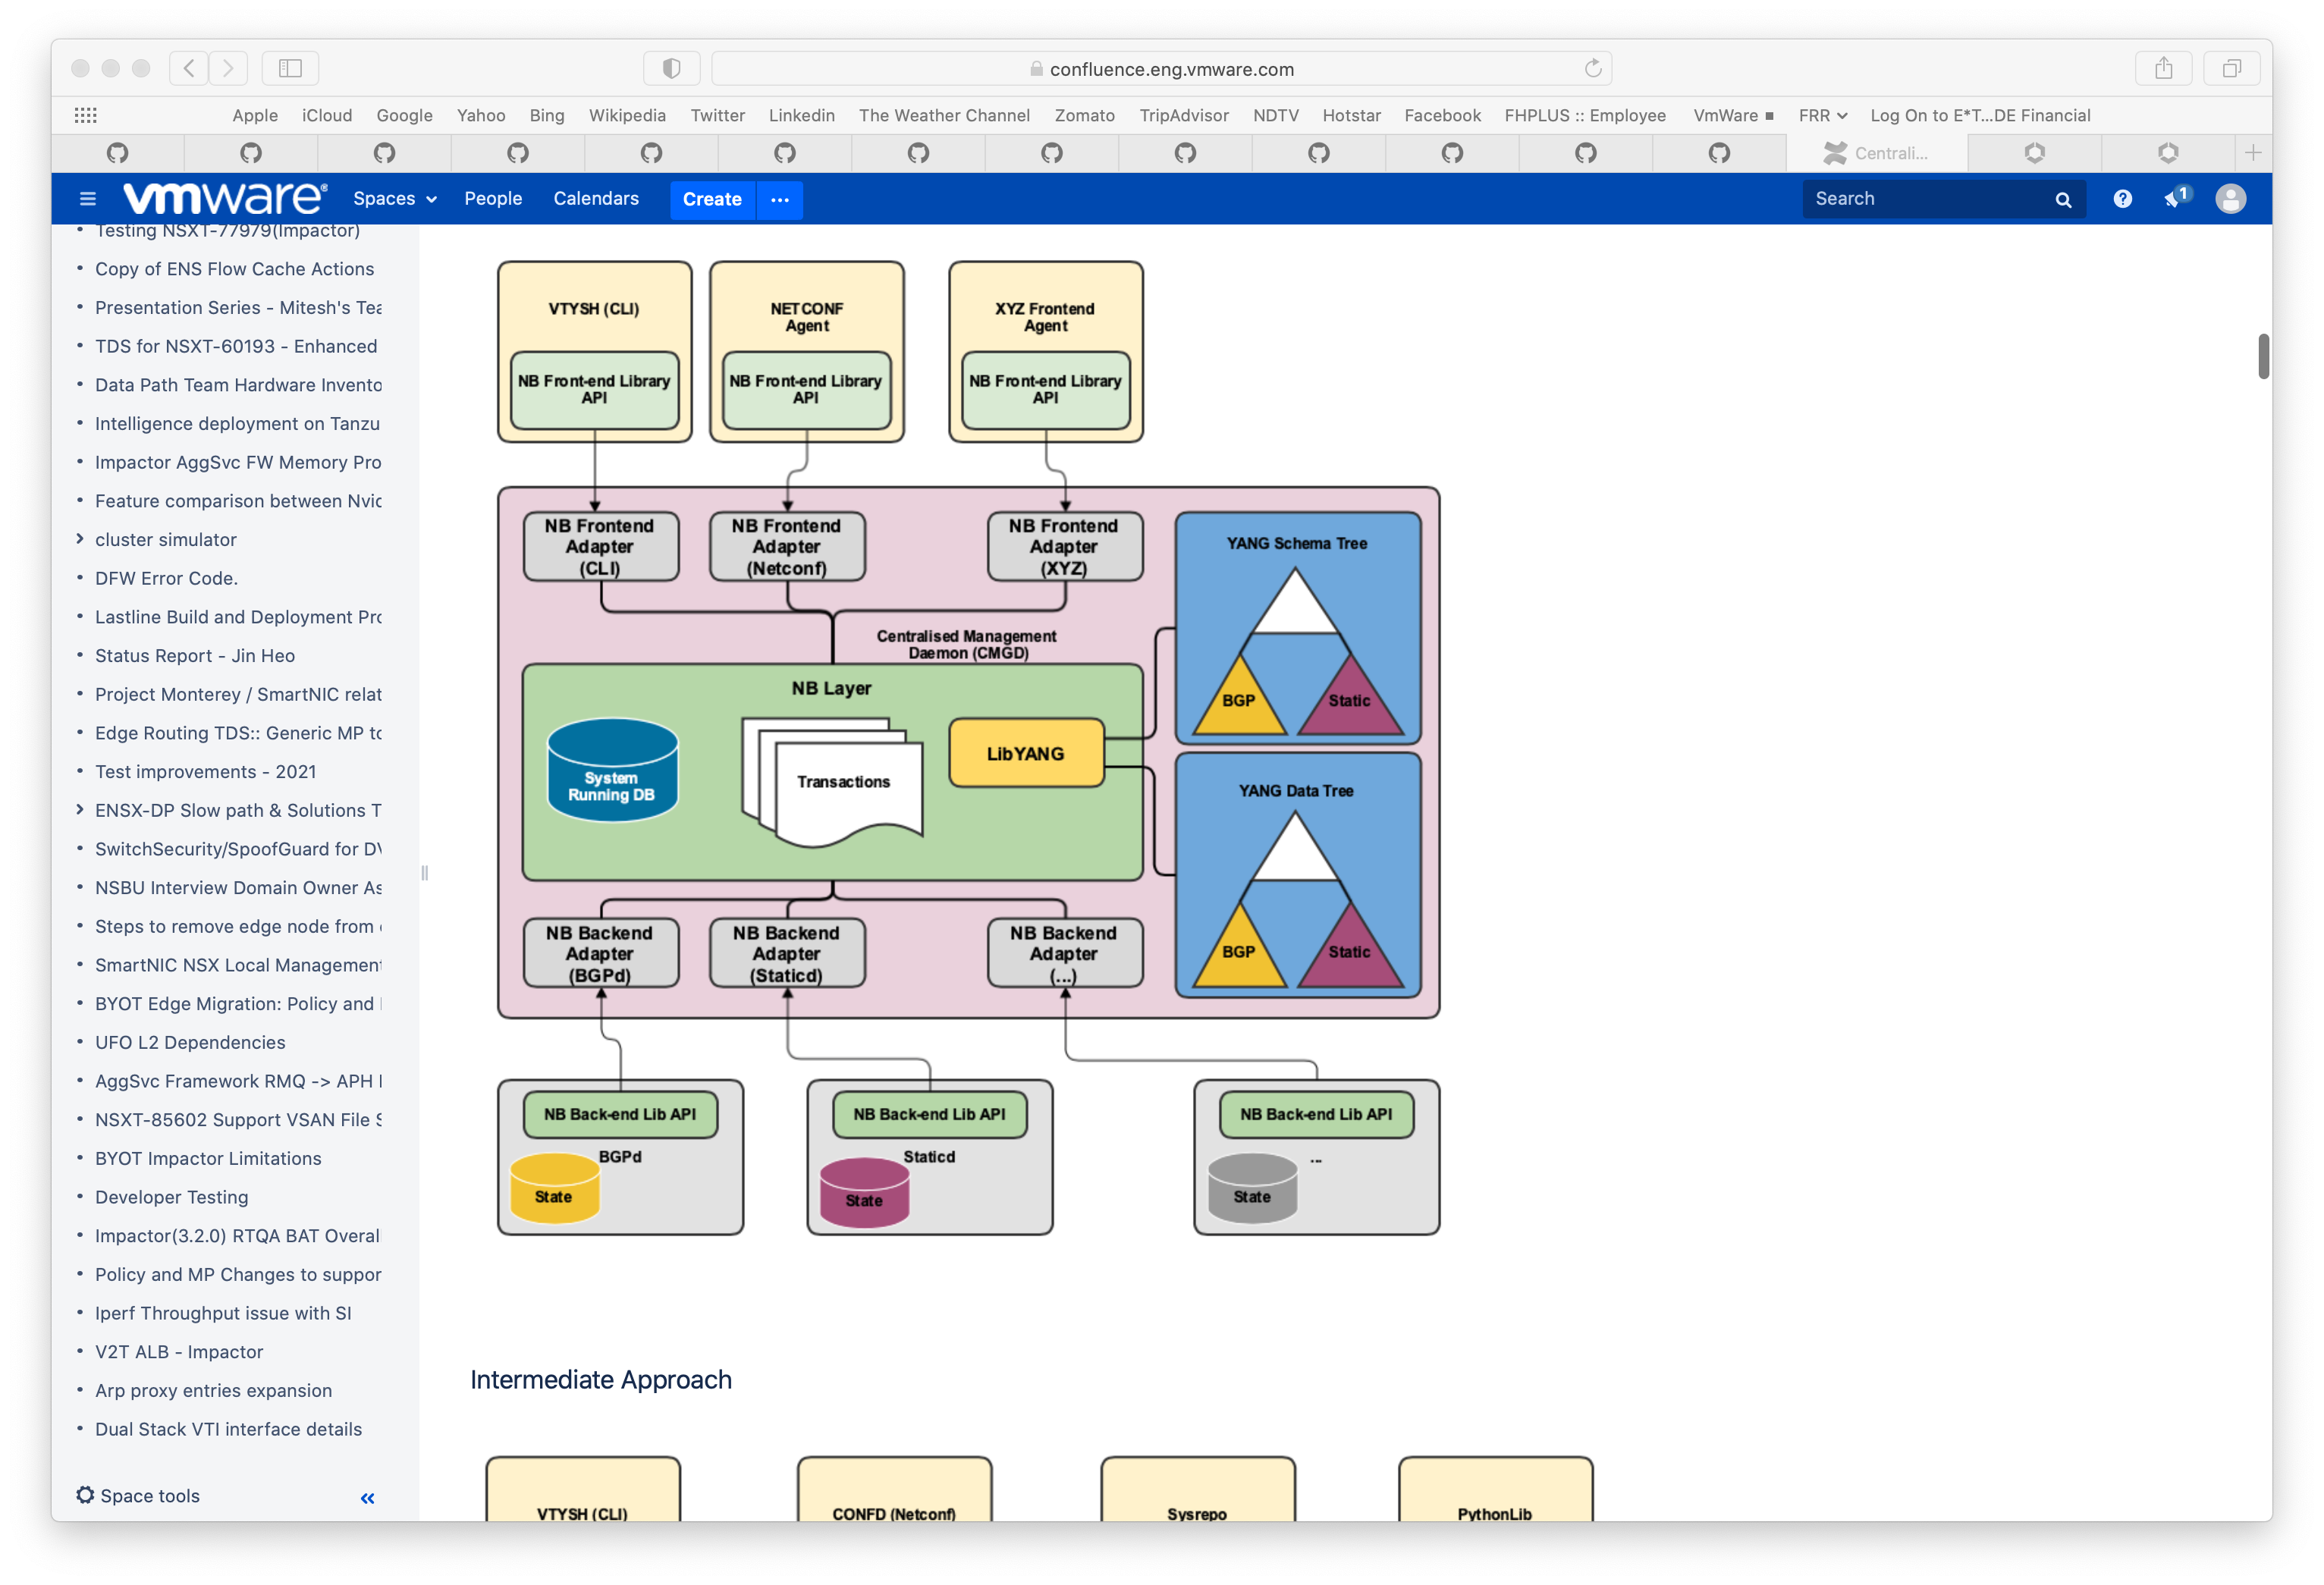 confluence.eng.vmware.com
Apple iCloud Google Yahoo Bing Wikipedia Twitter Linkedin The Weather Channel Zomato TripAdvisor NDTV Hotstar Facebook FHPLUS :: Employee VmWare FRR Log On to E*T...DE Financial
Centrali...
vmware Spaces People Calendars Create ... Search 1
Testing NSXT-77979(Impactor)
Copy of ENS Flow Cache Actions
Presentation Series - Mitesh's Tea
TDS for NSXT-60193 - Enhanced
Data Path Team Hardware Invento
Intelligence deployment on Tanzu
Impactor AggSvc FW Memory Pro
Feature comparison between Nvid
cluster simulator
DFW Error Code.
Lastline Build and Deployment Pro
Status Report - Jin Heo
Project Monterey / SmartNIC relat
Edge Routing TDS:: Generic MP to
Test improvements - 2021
ENSX-DP Slow path & Solutions T
SwitchSecurity/SpoofGuard for DV
NSBU Interview Domain Owner As
Steps to remove edge node from
SmartNIC NSX Local Management
BYOT Edge Migration: Policy and
UFO L2 Dependencies
AggSvc Framework RMQ -> APH
NSXT-85602 Support VSAN File S
BYOT Impactor Limitations
Developer Testing
Impactor(3.2.0) RTQA BAT Overall
Policy and MP Changes to suppor
Iperf Throughput issue with SI
V2T ALB - Impactor
Arp proxy entries expansion
Dual Stack VTI interface details
Space tools
VTYSH (CLI)
NB Front-end Library
API
NETCONF
Agent
NB Front-end Library
API
XYZ Frontend
Agent
NB Front-end Library
API
NB Frontend
Adapter
(CLI)
NB Frontend
Adapter
(Netconf)
NB Frontend
Adapter
(XYZ)
YANG Schema Tree
BGP
Static
Centralised Management
Daemon (CMGD)
NB Layer
System
Running DB
Transactions
LibYANG
YANG Data Tree
BGP
Static
NB Backend
Adapter
(BGPd)
NB Backend
Adapter
(Staticd)
NB Backend
Adapter
(...)
NB Back-end Lib API
BGPd
State
NB Back-end Lib API
Staticd
State
NB Back-end Lib API
...
State
Intermediate Approach
VTYSH (CLI)
CONFD (Netconf)
Sysrepo
PythonLib